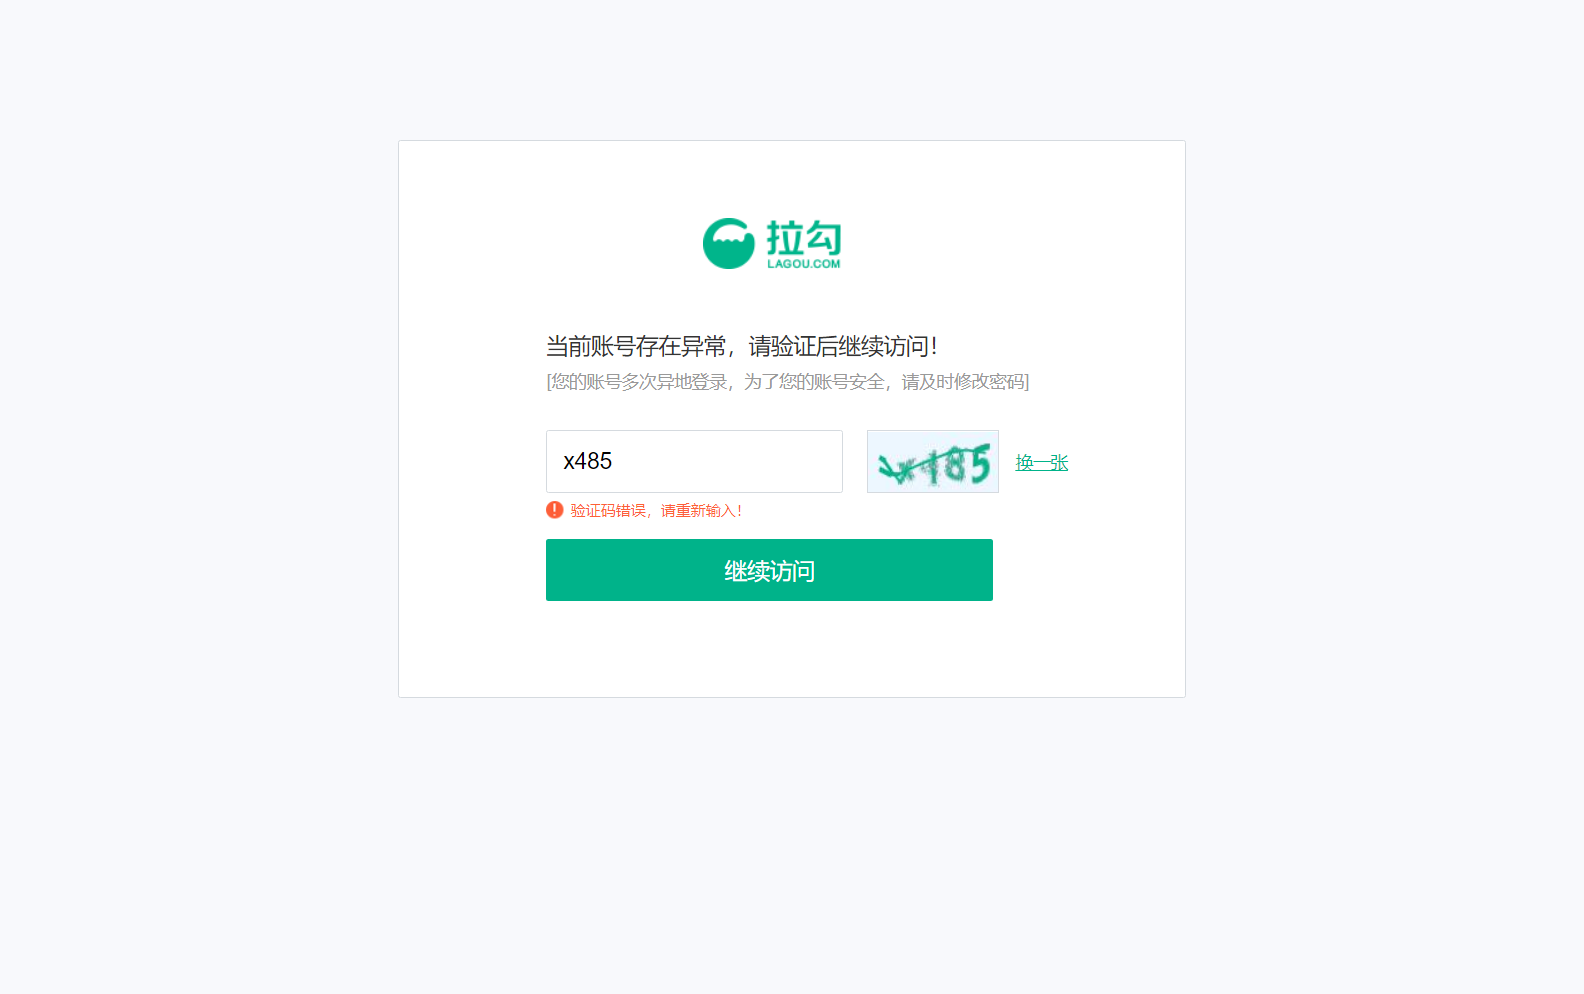 拉勾
LAGOU.COM
当前账号存在异常，请验证后继续访问！
[您的账号多次异地登录，为了您的账号安全，请及时修改密码]
x485
换一张
验证码错误，请重新输入！
继续访问